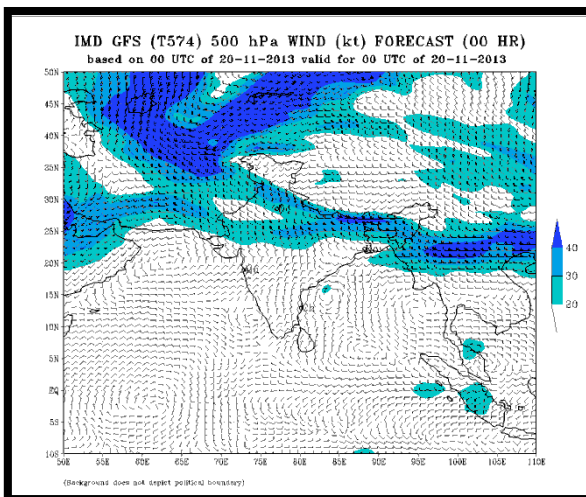 IMD GFS (T574) 500 hPa WIND (kt) FORECAST (00 HR)
based on 00 UTC of 20-11-2013 valid for 00 UTC of 20-11-2013
50N
45N
40N
35N
30N
25N
20N
15N
10N
5N
EQ
5S
10S
50E 55E 60E 65E 70E 75E 80E 85E 90E 95E 100E 105E 110E
40
30
20
(Background does not depict political boundary)